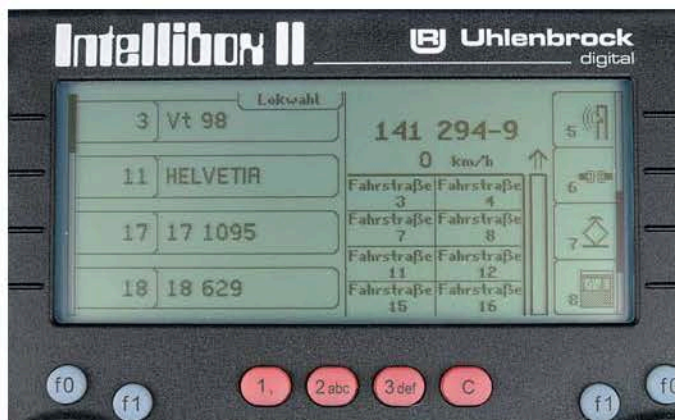 Intellibox II
Uhlenbrock
digital
Lokwahl
3 Vt 98
11 HELVETIA
17 17 1095
18 18 629
141 294-9
0 km/h
Fahrstraße 3
Fahrstraße 4
Fahrstraße 7
Fahrstraße 8
Fahrstraße 11
Fahrstraße 12
Fahrstraße 15
Fahrstraße 16
5
6
7
8
f0
f1
1,
2abc
3def
C
f1
f0